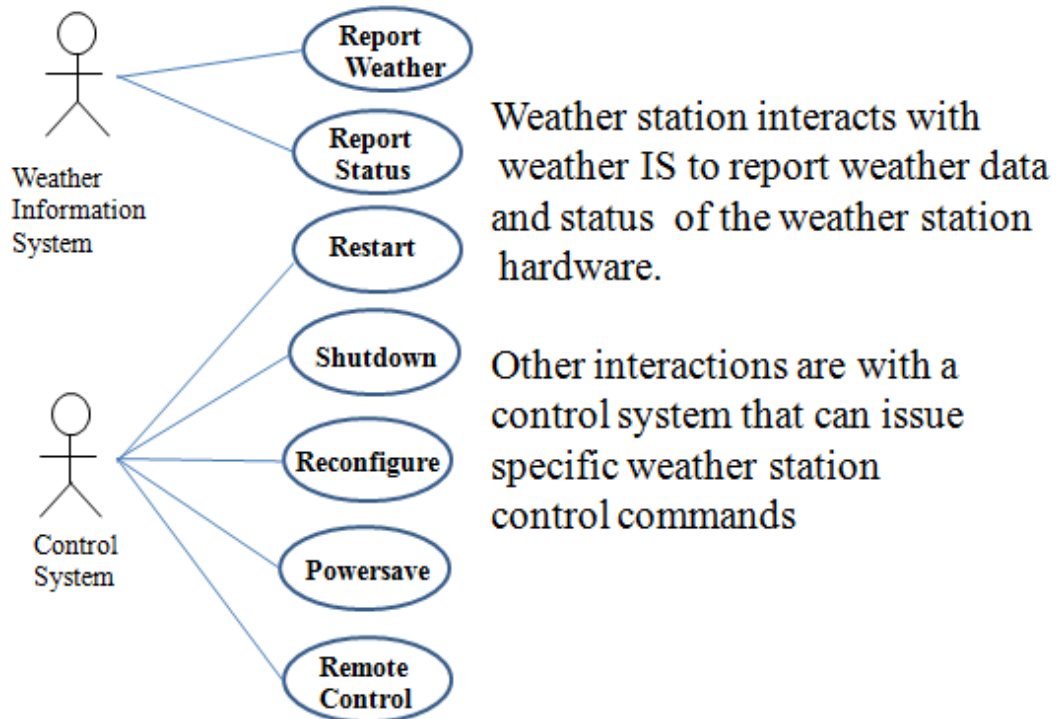 Report
Weather
Report
Status
Weather
Information
System
Restart
Shutdown
Reconfigure
Control
System
Powersave
Remote
Control
Weather station interacts with
weather IS to report weather data
and status of the weather station
hardware.
Other interactions are with a
control system that can issue
specific weather station
control commands